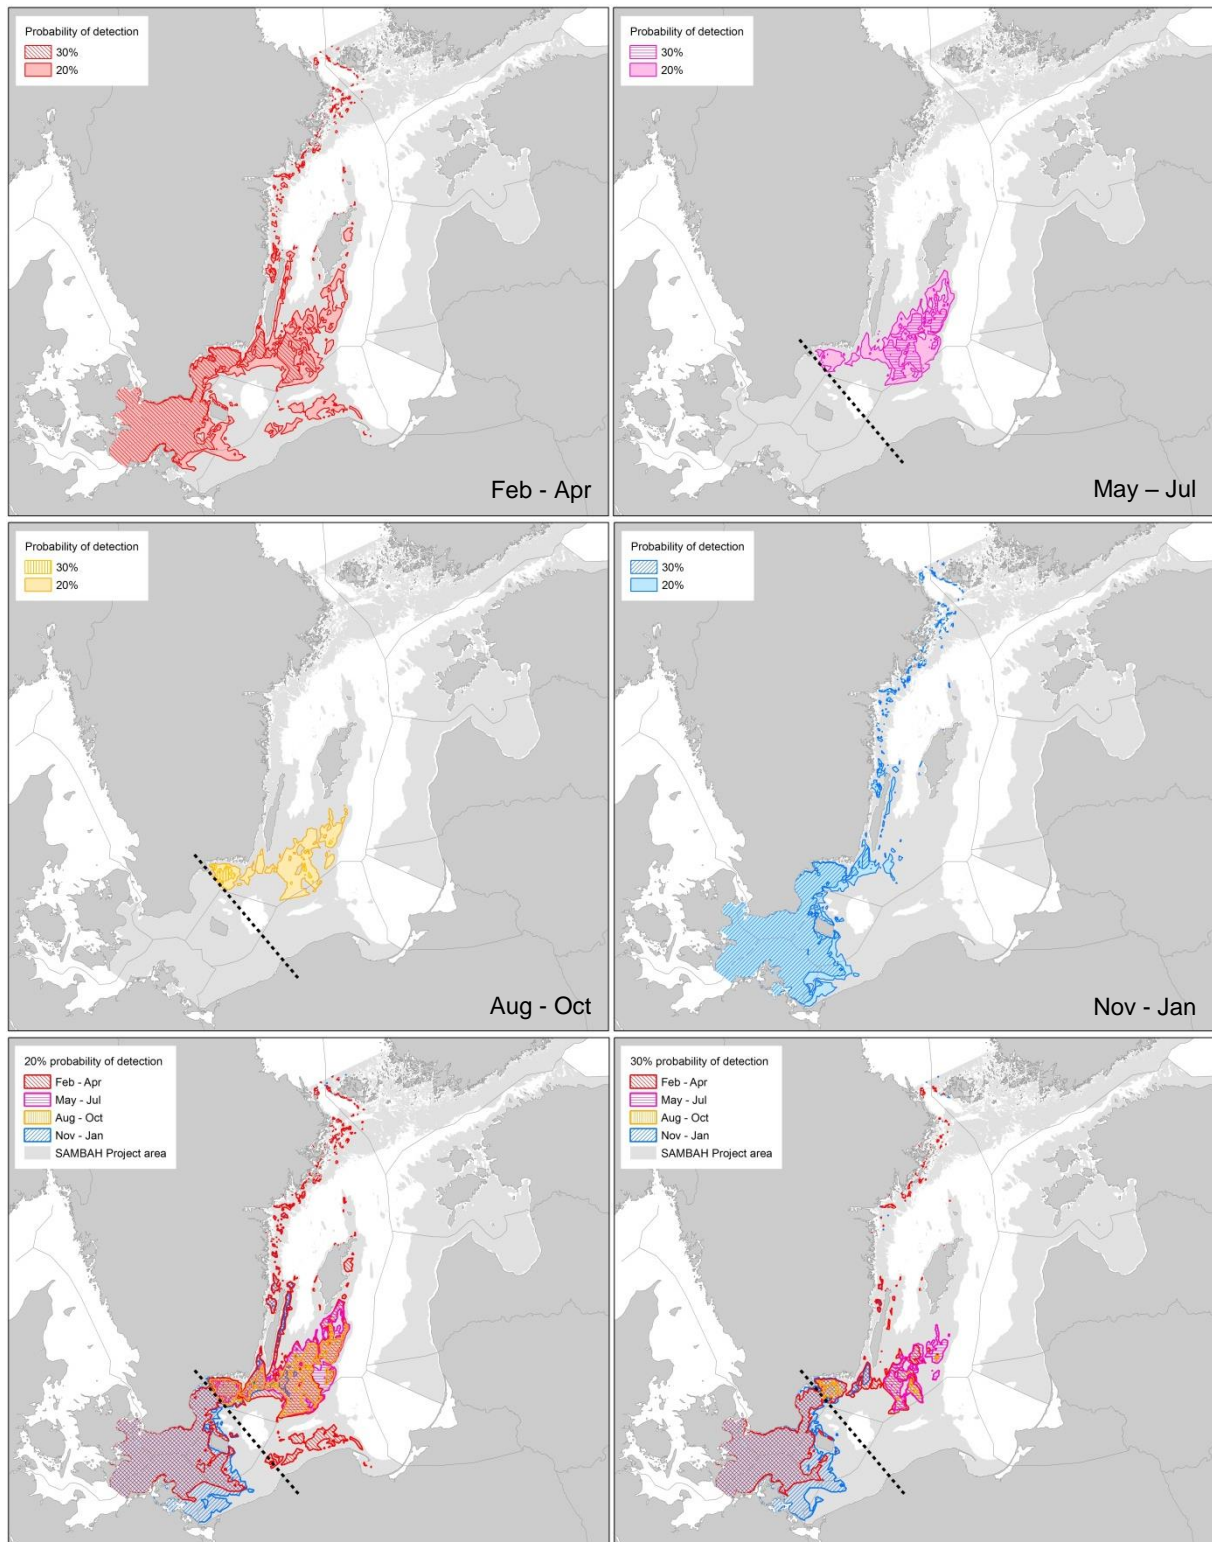 Probability of detection
30%
20%
Feb - Apr
Probability of detection
30%
20%
May – Jul
Probability of detection
30%
20%
Aug - Oct
Probability of detection
30%
20%
Nov - Jan
20% probability of detection
Feb - Apr
May - Jul
Aug - Oct
Nov - Jan
SAMBAH Project area
30% probability of detection
Feb - Apr
May - Jul
Aug - Oct
Nov - Jan
SAMBAH Project area